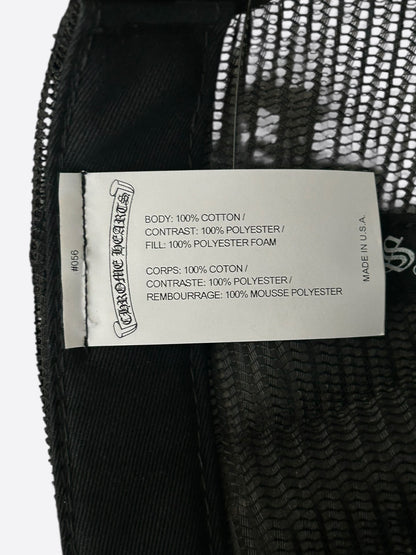 #056
CHROME HEARTS
BODY: 100% COTTON /
CONTRAST: 100% POLYESTER /
FILL: 100% POLYESTER FOAM
CORPS: 100% COTON /
CONTRASTE: 100% POLYESTER /
REMBOURRAGE: 100% MOUSSE POLYESTER
MADE IN U.S.A.
S